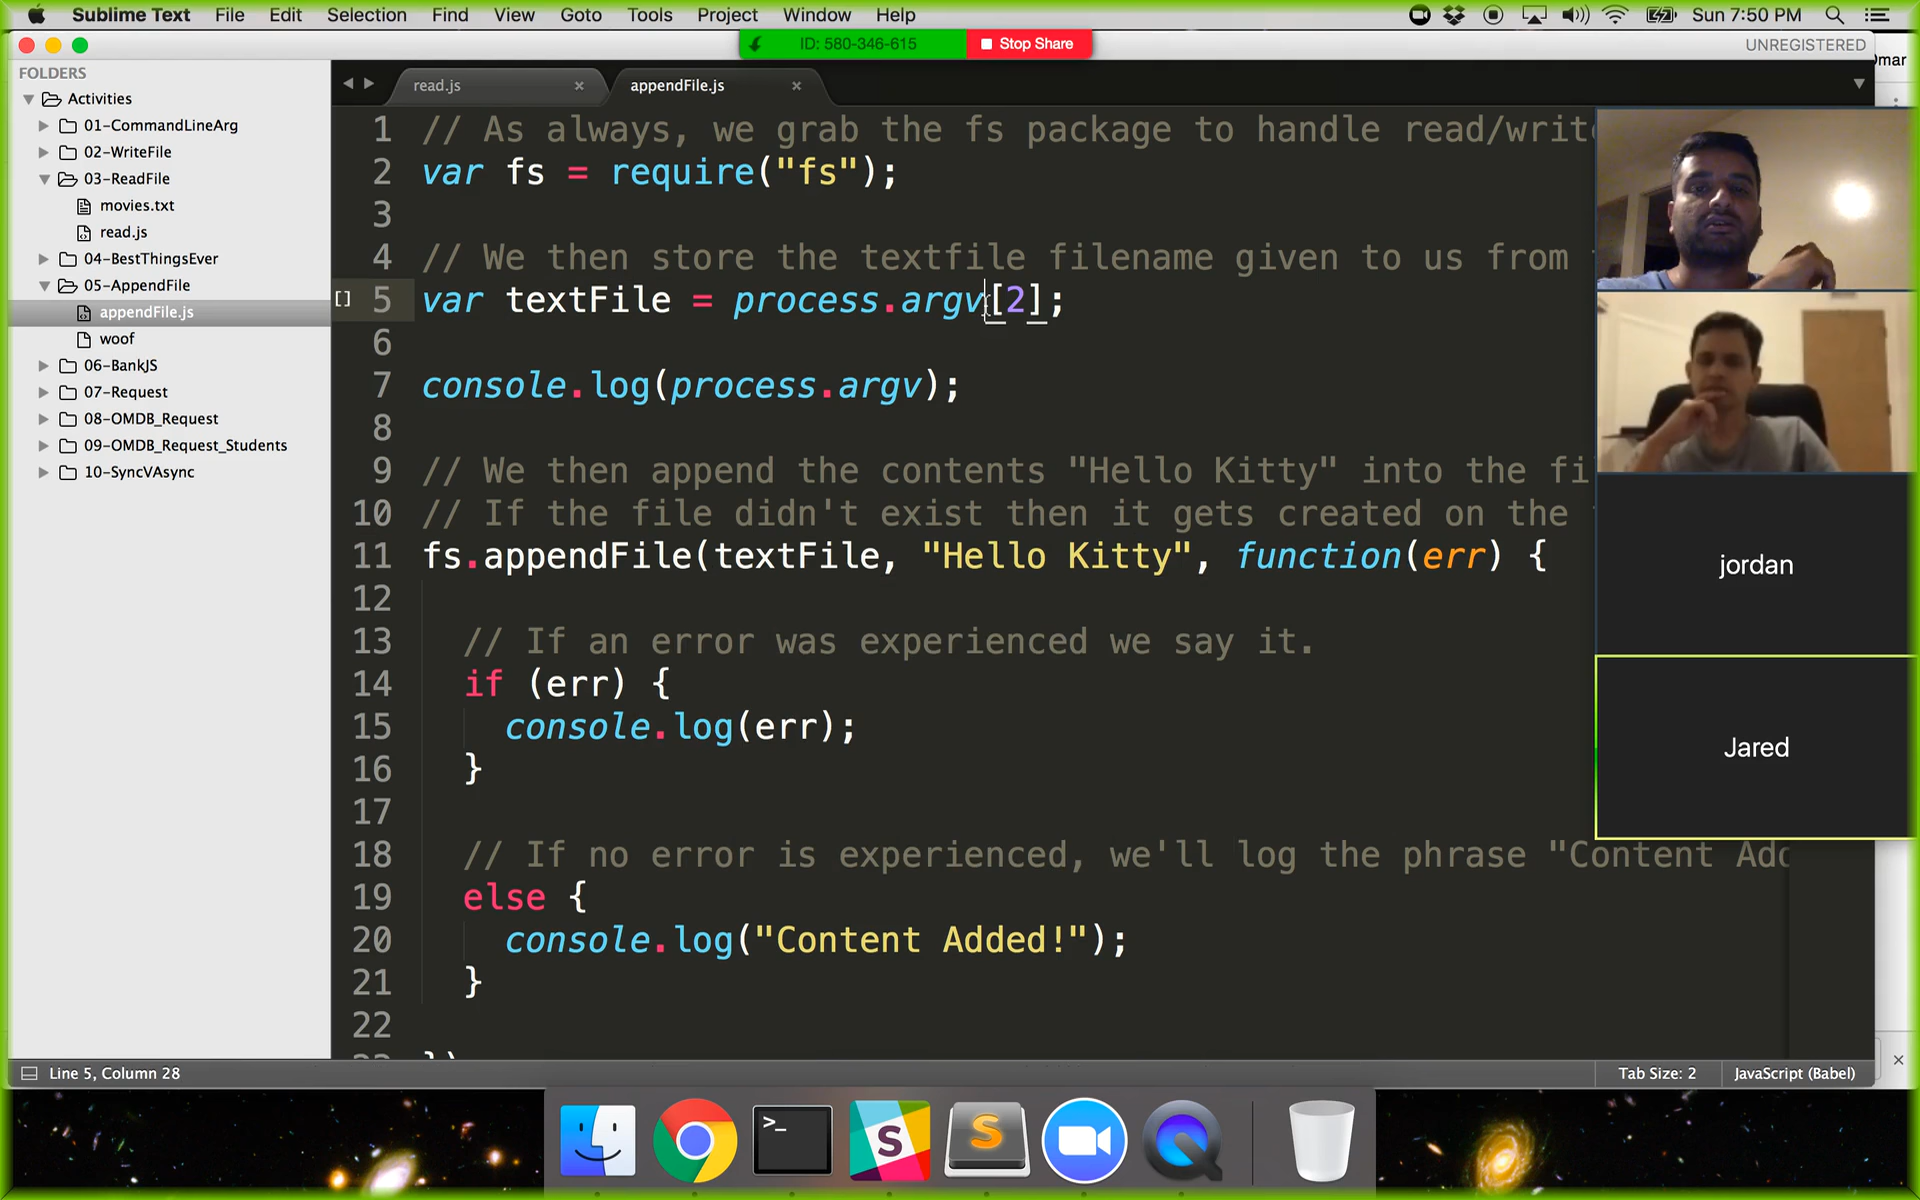 Sublime Text File Edit Selection Find View Goto Tools Project Window Help Sun 7:50 PM
ID: 580-346-615 Stop Share
UNREGISTERED
FOLDERS
Activities
01-CommandLineArg
02-WriteFile
03-ReadFile
movies.txt
read.js
04-BestThingsEver
05-AppendFile
appendFile.js
woof
06-BankJS
07-Request
08-OMDB_Request
09-OMDB_Request_Students
10-SyncVAsync
read.js × appendFile.js ×
1 // As always, we grab the fs package to handle read/write
2 var fs = require("fs");
3
4 // We then store the textfile filename given to us from
[] 5 var textFile = process.argv[2];
6
7 console.log(process.argv);
8
9 // We then append the contents "Hello Kitty" into the fi
10 // If the file didn't exist then it gets created on the
11 fs.appendFile(textFile, "Hello Kitty", function(err) {
12
13 // If an error was experienced we say it.
14 if (err) {
15 console.log(err);
16 }
17
18 // If no error is experienced, we'll log the phrase "Content Add
19 else {
20 console.log("Content Added!");
21 }
22
jordan
Jared
Line 5, Column 28 Tab Size: 2 JavaScript (Babel)